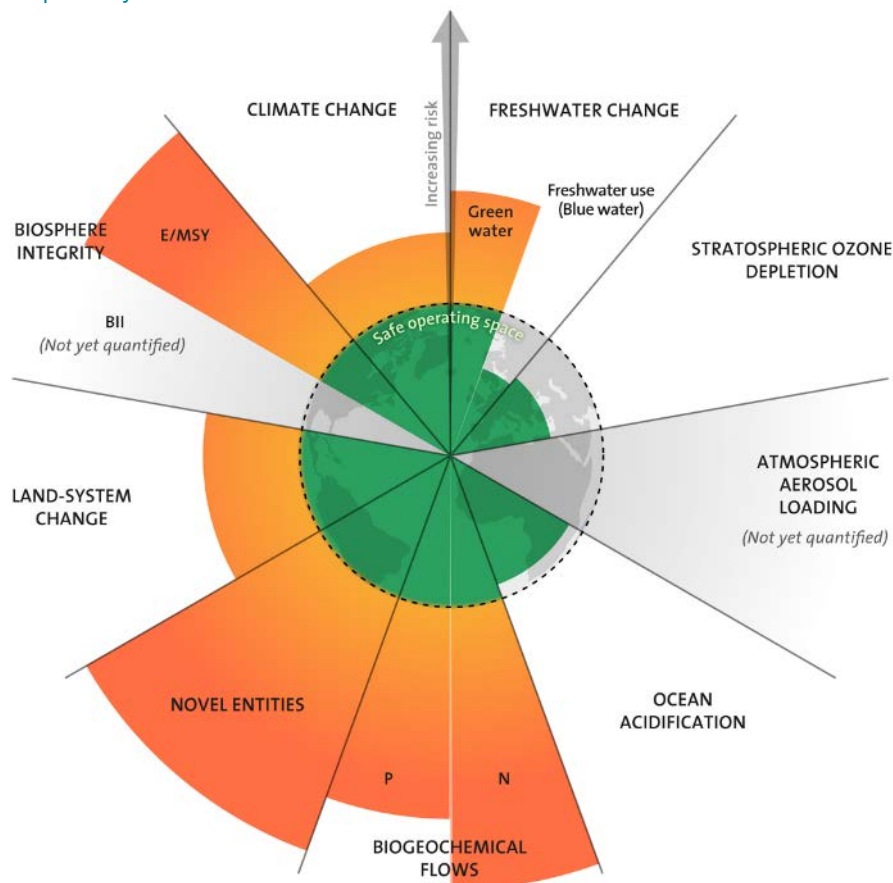 CLIMATE CHANGE
Increasing risk
FRESHWATER CHANGE
Green
water
Freshwater use
(Blue water)
BIOSPHERE
INTEGRITY
E/MSY
STRATOSPHERIC OZONE
DEPLETION
BII
(Not yet quantified)
Safe operating space
LAND-SYSTEM
CHANGE
ATMOSPHERIC
AEROSOL
LOADING
(Not yet quantified)
NOVEL ENTITIES
OCEAN
ACIDIFICATION
P
N
BIOGEOCHEMICAL
FLOWS